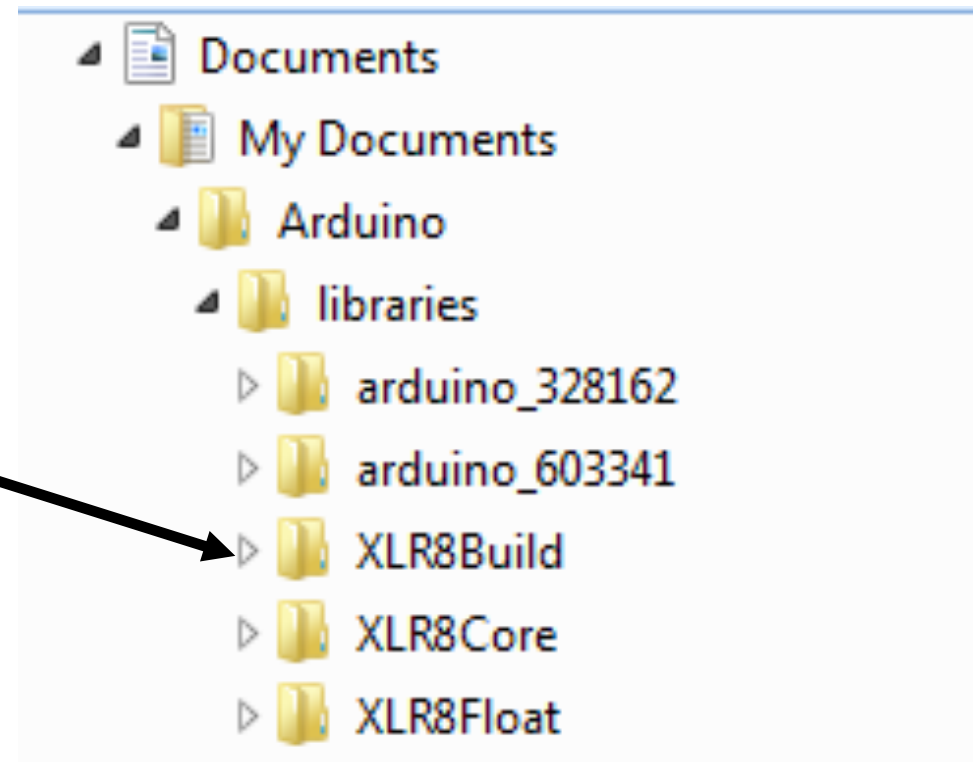 Documents
My Documents
Arduino
libraries
arduino_328162
arduino_603341
XLR8Build
XLR8Core
XLR8Float